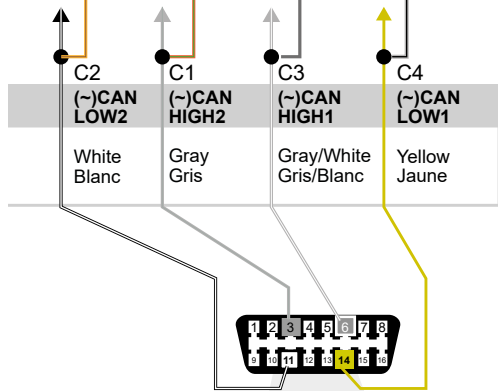 C2 C1 C3 C4
(~)CAN (~)CAN (~)CAN (~)CAN
LOW2 HIGH2 HIGH1 LOW1
White Gray Gray/White Yellow
Blanc Gris Gris/Blanc Jaune
1 2 3 4 5 6 7 8
9 10 11 12 13 14 15 16